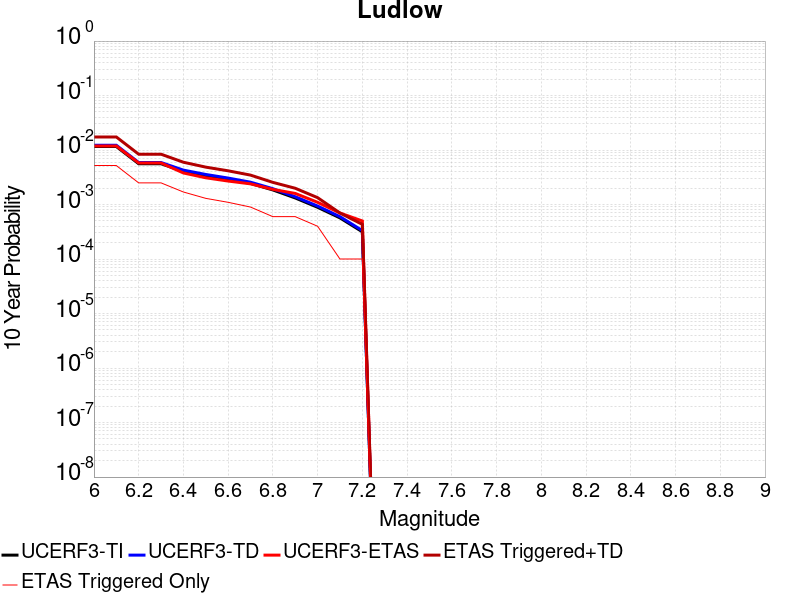 Ludlow
10 Year Probability
10^0
10^-1
10^-2
10^-3
10^-4
10^-5
10^-6
10^-7
10^-8
6 6.2 6.4 6.6 6.8 7 7.2 7.4 7.6 7.8 8 8.2 8.4 8.6 8.8 9
Magnitude
UCERF3-TI UCERF3-TD UCERF3-ETAS ETAS Triggered+TD
ETAS Triggered Only